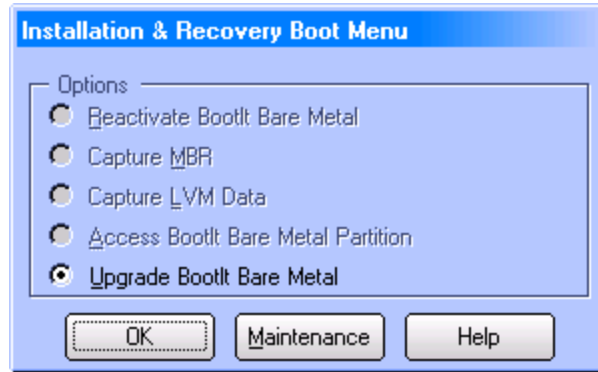 Installation & Recovery Boot Menu
Options
Reactivate BootIt Bare Metal
Capture MBR
Capture LVM Data
Access BootIt Bare Metal Partition
Upgrade BootIt Bare Metal
OK Maintenance Help